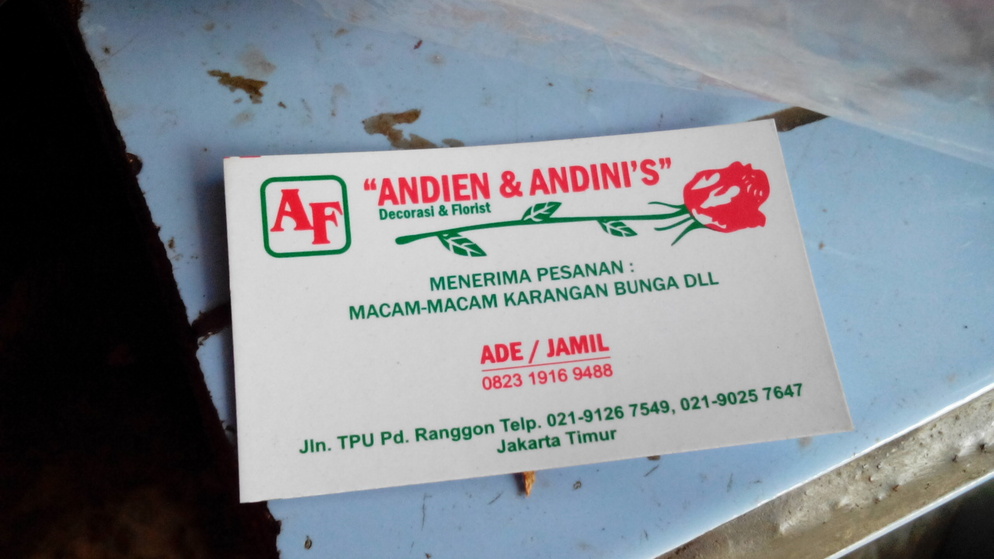 AF
"ANDIEN & ANDINI'S"
Decorasi & Florist
MENERIMA PESANAN :
MACAM-MACAM KARANGAN BUNGA DLL
ADE / JAMIL
0823 1916 9488
Jln. TPU Pd. Ranggon Telp. 021-9126 7549, 021-9025 7647
Jakarta Timur